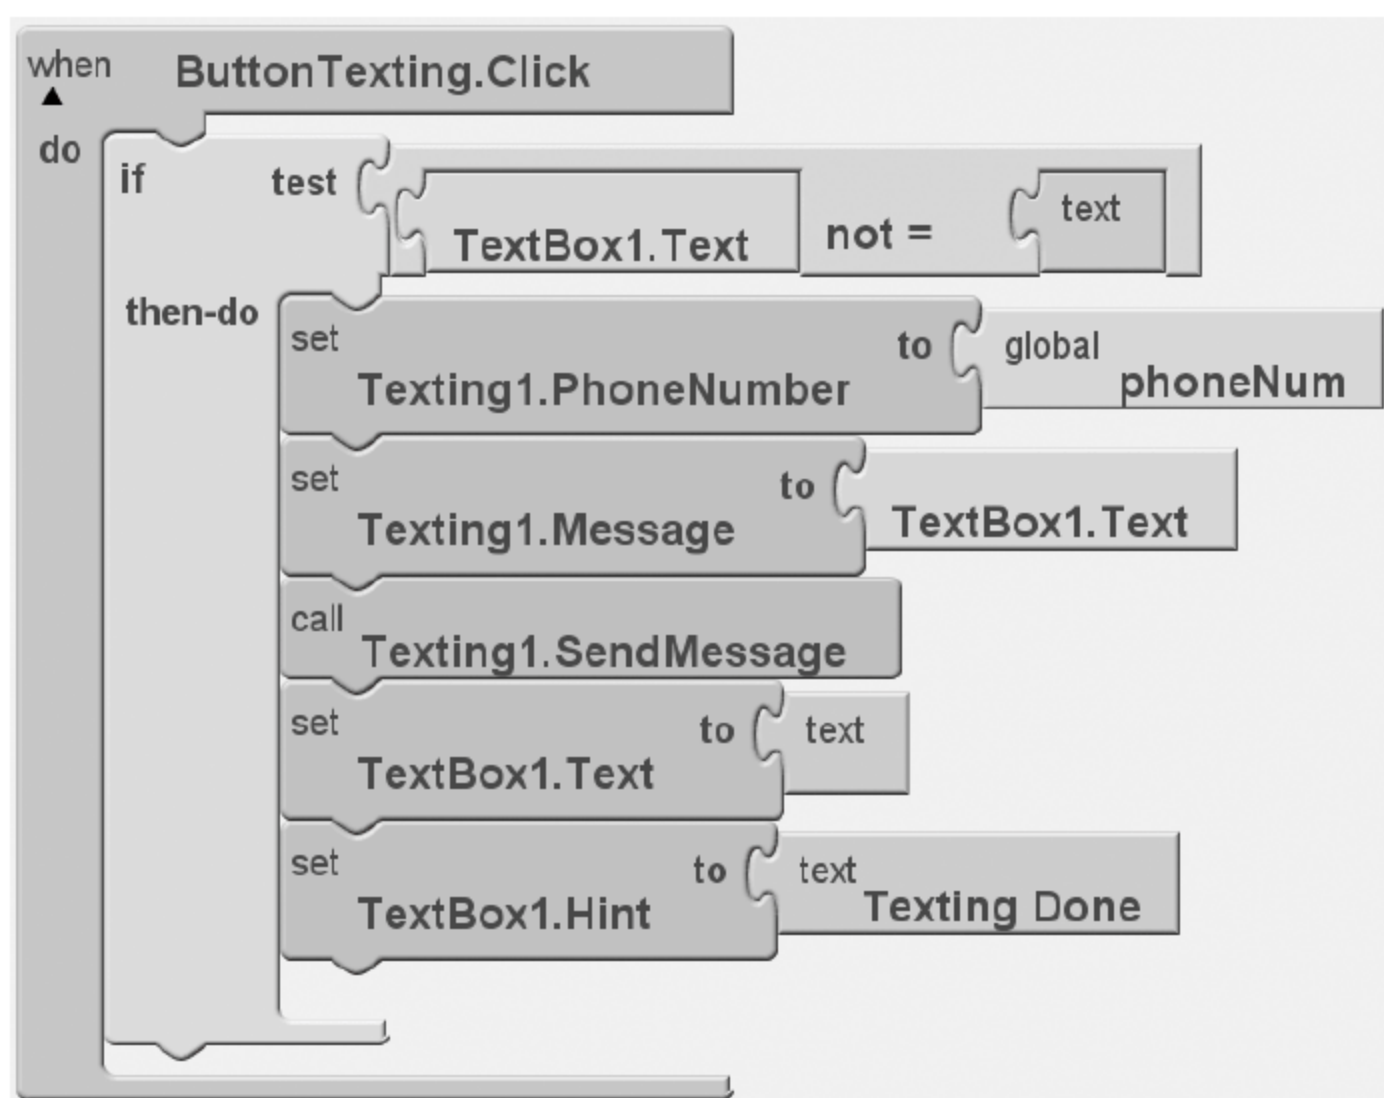 when ButtonTexting.Click
do
if test TextBox1.Text not = text
then-do
set Texting1.PhoneNumber to global phoneNum
set Texting1.Message to TextBox1.Text
call Texting1.SendMessage
set TextBox1.Text to text
set TextBox1.Hint to text Texting Done